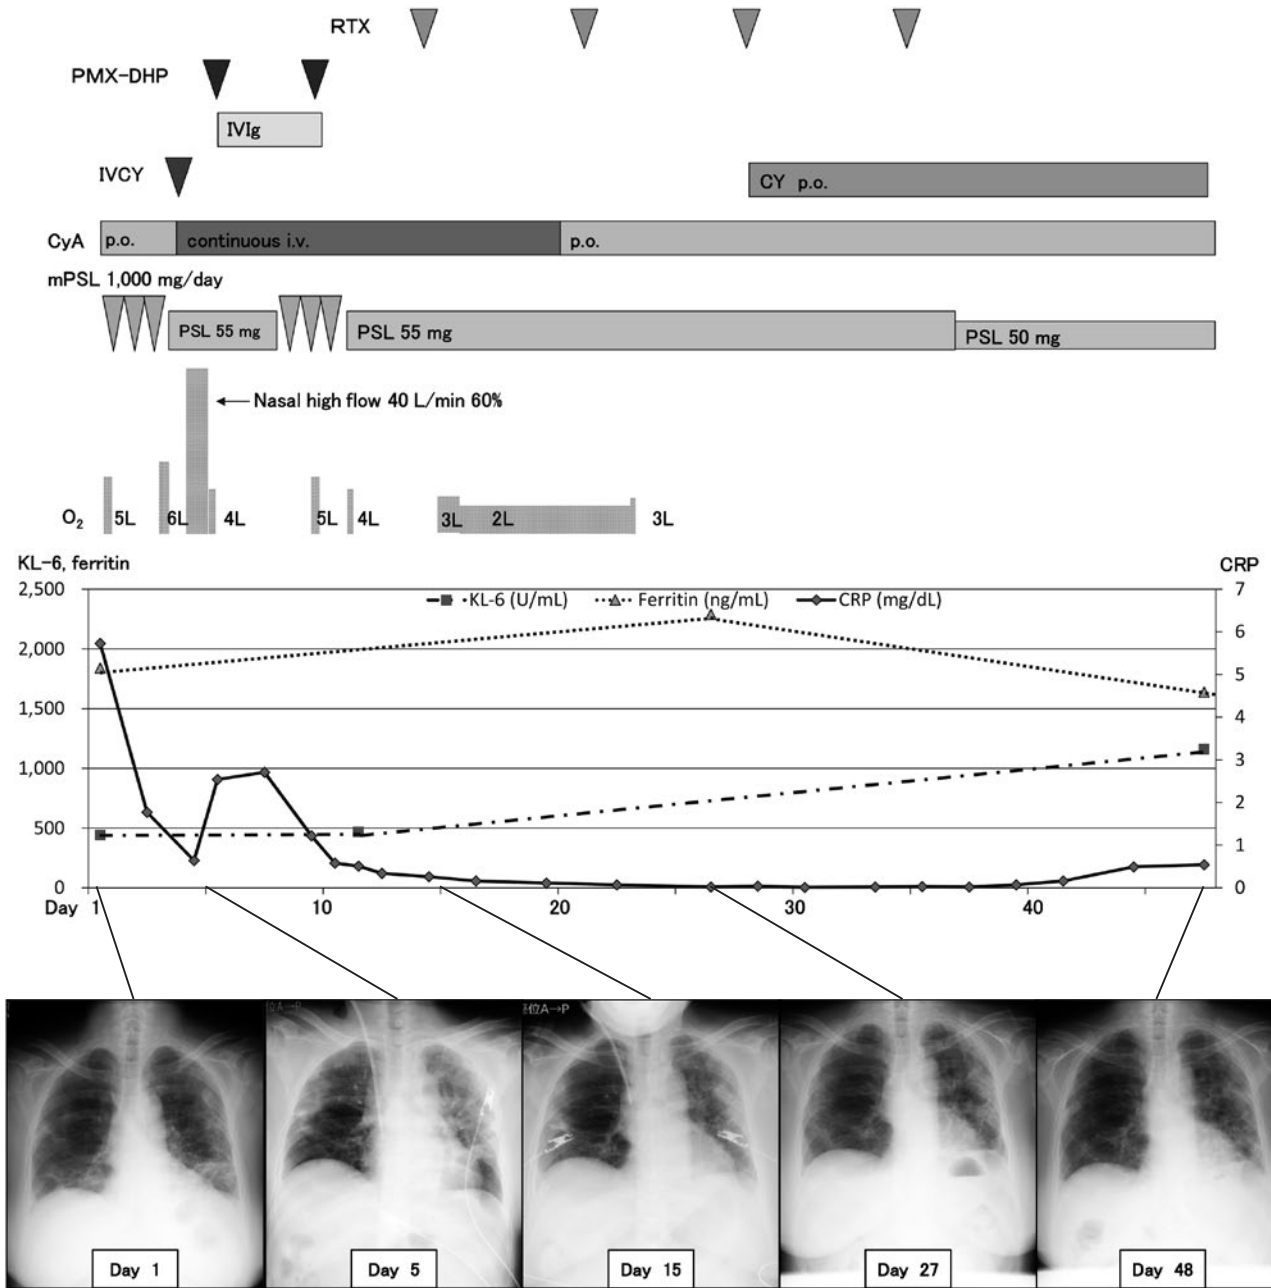 RTX
PMX-DHP
IVIg
IVCY
CY p.o.
CyA p.o. continuous i.v. p.o.
mPSL 1,000 mg/day
PSL 55 mg PSL 55 mg PSL 50 mg
Nasal high flow 40 L/min 60%
O₂ 5L 6L 4L 5L 4L 3L 2L 3L
KL-6, ferritin CRP
KL-6 (U/mL) Ferritin (ng/mL) CRP (mg/dL)
2,500 7
6
2,000
5
1,500 4
1,000 3
2
500
1
0 0
Day 1 10 20 30 40
位A→P
位A→P
Day 1 Day 5 Day 15 Day 27 Day 48